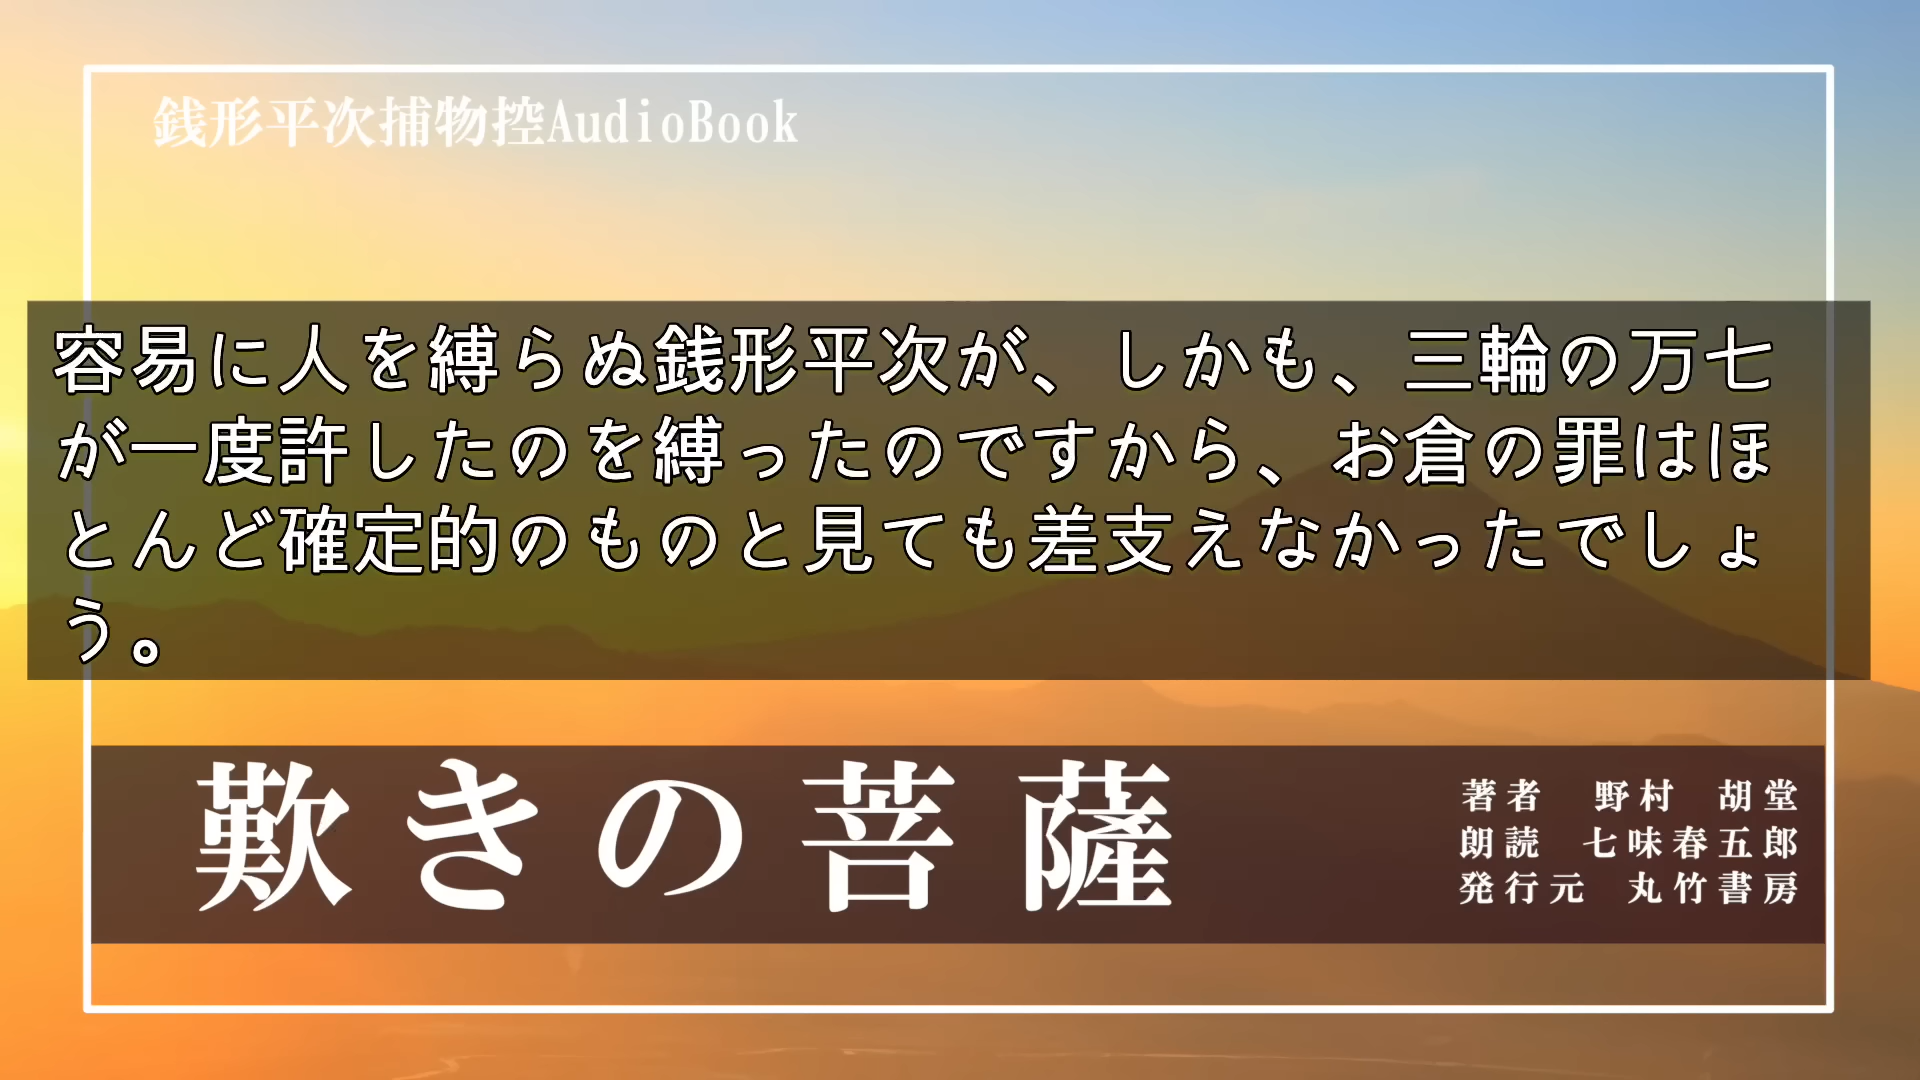 銭形平次捕物控AudioBook
容易に人を縛らぬ銭形平次が、しかも、三輪の万七
が一度許したのを縛ったのですから、お倉の罪はほ
とんど確定的のものと見ても差支えなかったでしょ
う。
歎きの菩薩
著者 野村 胡堂
朗読 七味春五郎
発行元 丸竹書房